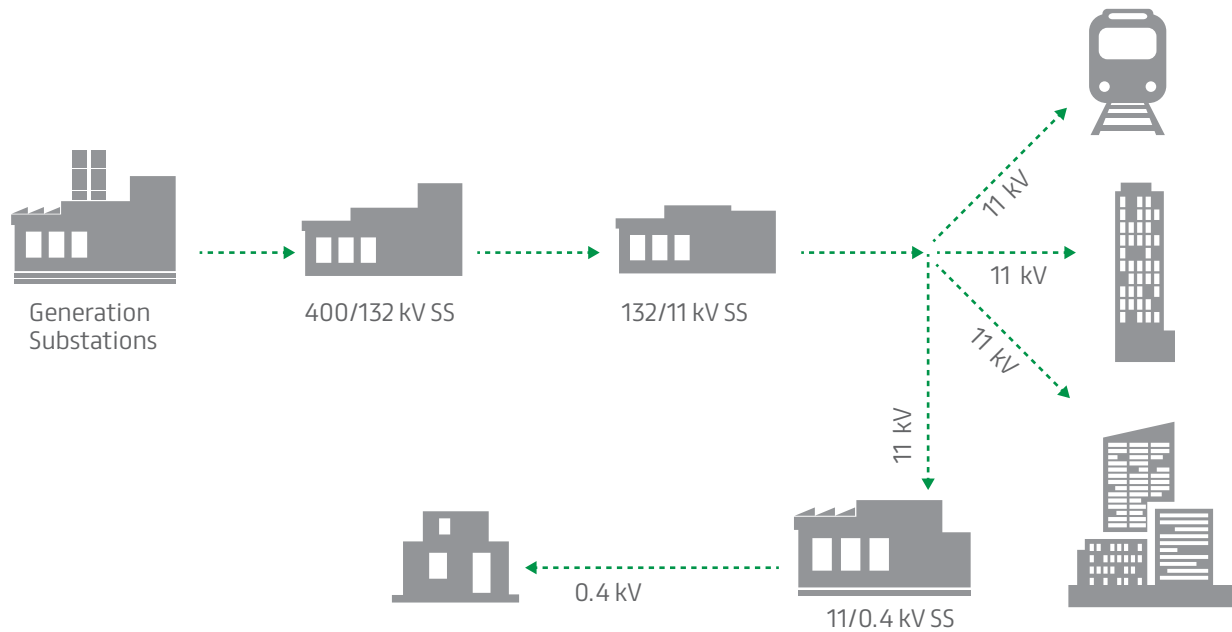 11 kV
Generation
Substations
400/132 kV SS
132/11 kV SS
11 kV
11 kV
11 kV
0.4 kV
11/0.4 kV SS